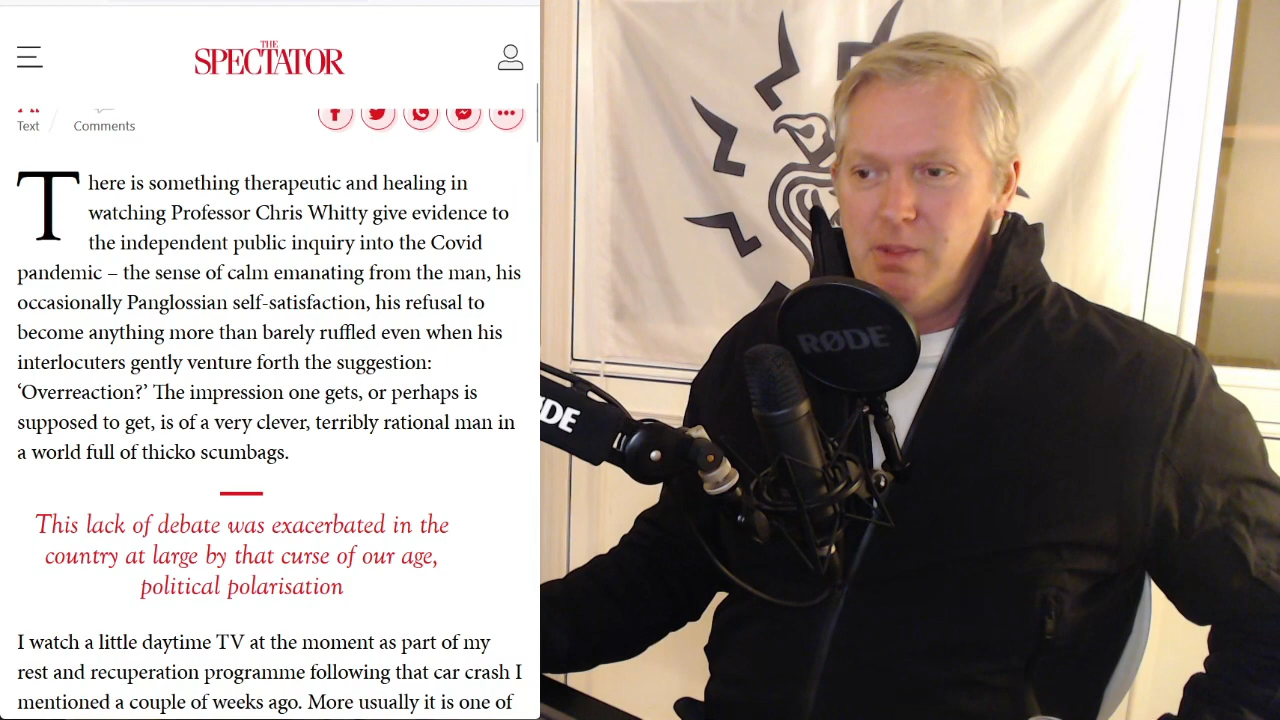 THE
SPECTATOR
Text
Comments
There is something therapeutic and healing in
watching Professor Chris Whitty give evidence to
the independent public inquiry into the Covid
pandemic – the sense of calm emanating from the man, his
occasionally Panglossian self-satisfaction, his refusal to
become anything more than barely ruffled even when his
interlocuters gently venture forth the suggestion:
‘Overreaction?’ The impression one gets, or perhaps is
supposed to get, is of a very clever, terribly rational man in
a world full of thicko scumbags.
This lack of debate was exacerbated in the
country at large by that curse of our age,
political polarisation
I watch a little daytime TV at the moment as part of my
rest and recuperation programme following that car crash I
mentioned a couple of weeks ago. More usually it is one of
RØDE
DE